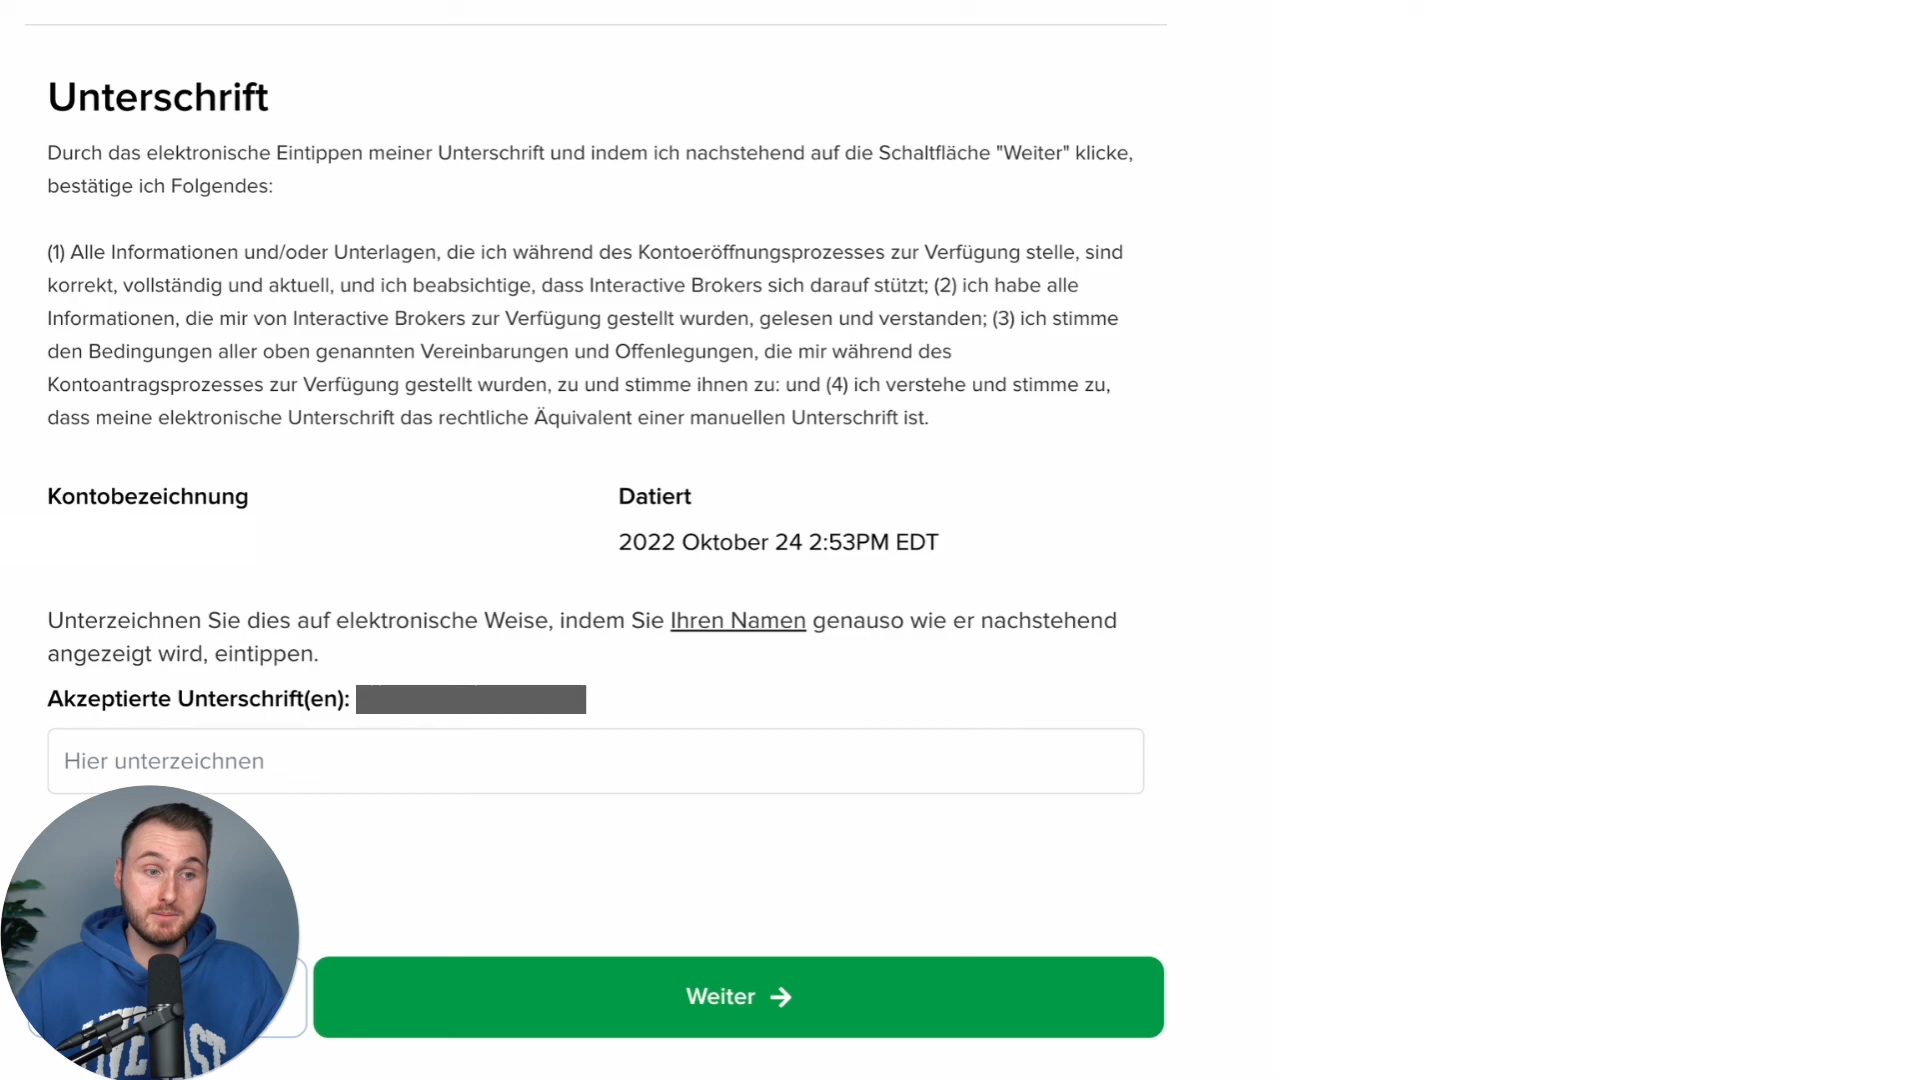 Unterschrift
Durch das elektronische Eintippen meiner Unterschrift und indem ich nachstehend auf die Schaltfläche "Weiter" klicke,
bestätige ich Folgendes:
(1) Alle Informationen und/oder Unterlagen, die ich während des Kontoeröffnungsprozesses zur Verfügung stelle, sind
korrekt, vollständig und aktuell, und ich beabsichtige, dass Interactive Brokers sich darauf stützt; (2) ich habe alle
Informationen, die mir von Interactive Brokers zur Verfügung gestellt wurden, gelesen und verstanden; (3) ich stimme
den Bedingungen aller oben genannten Vereinbarungen und Offenlegungen, die mir während des
Kontoantragsprozesses zur Verfügung gestellt wurden, zu und stimme ihnen zu: und (4) ich verstehe und stimme zu,
dass meine elektronische Unterschrift das rechtliche Äquivalent einer manuellen Unterschrift ist.
Kontobezeichnung
Datiert
2022 Oktober 24 2:53PM EDT
Unterzeichnen Sie dies auf elektronische Weise, indem Sie Ihren Namen genauso wie er nachstehend
angezeigt wird, eintippen.
Akzeptierte Unterschrift(en):
Hier unterzeichnen
Weiter →